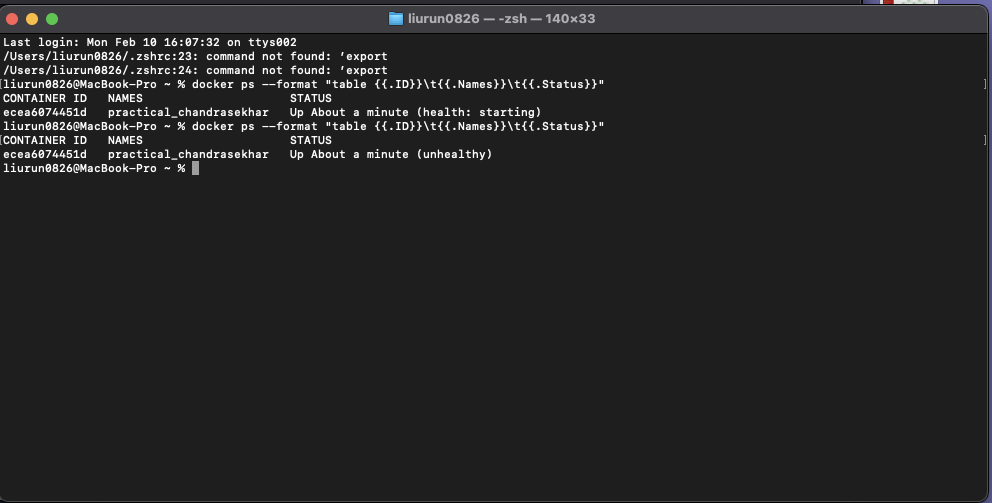 liurun0826 — -zsh — 140×33
Last login: Mon Feb 10 16:07:32 on ttys002
/Users/liurun0826/.zshrc:23: command not found: ‘export
/Users/liurun0826/.zshrc:24: command not found: ‘export
[liurun0826@MacBook-Pro ~ % docker ps --format "table {{.ID}}\t{{.Names}}\t{{.Status}}" ]
CONTAINER ID   NAMES                     STATUS
ecea6074451d   practical_chandrasekhar   Up About a minute (health: starting)
liurun0826@MacBook-Pro ~ % docker ps --format "table {{.ID}}\t{{.Names}}\t{{.Status}}"
[CONTAINER ID   NAMES                     STATUS ]
ecea6074451d   practical_chandrasekhar   Up About a minute (unhealthy)
liurun0826@MacBook-Pro ~ %